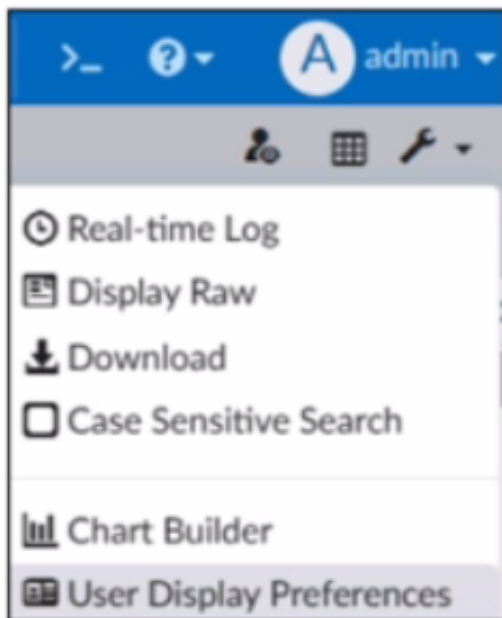 >_ ? A admin
Real-time Log
Display Raw
Download
Case Sensitive Search
Chart Builder
User Display Preferences